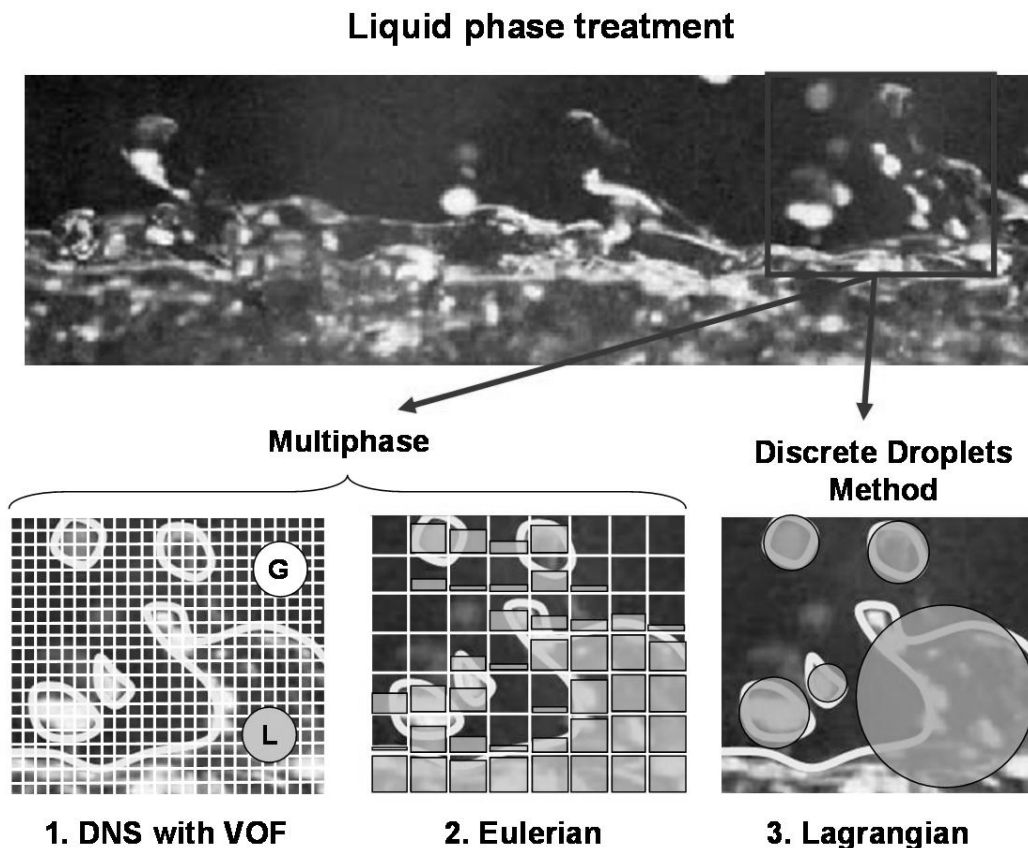 Liquid phase treatment
Multiphase
Discrete Droplets
Method
G
L
1. DNS with VOF
2. Eulerian
3. Lagrangian